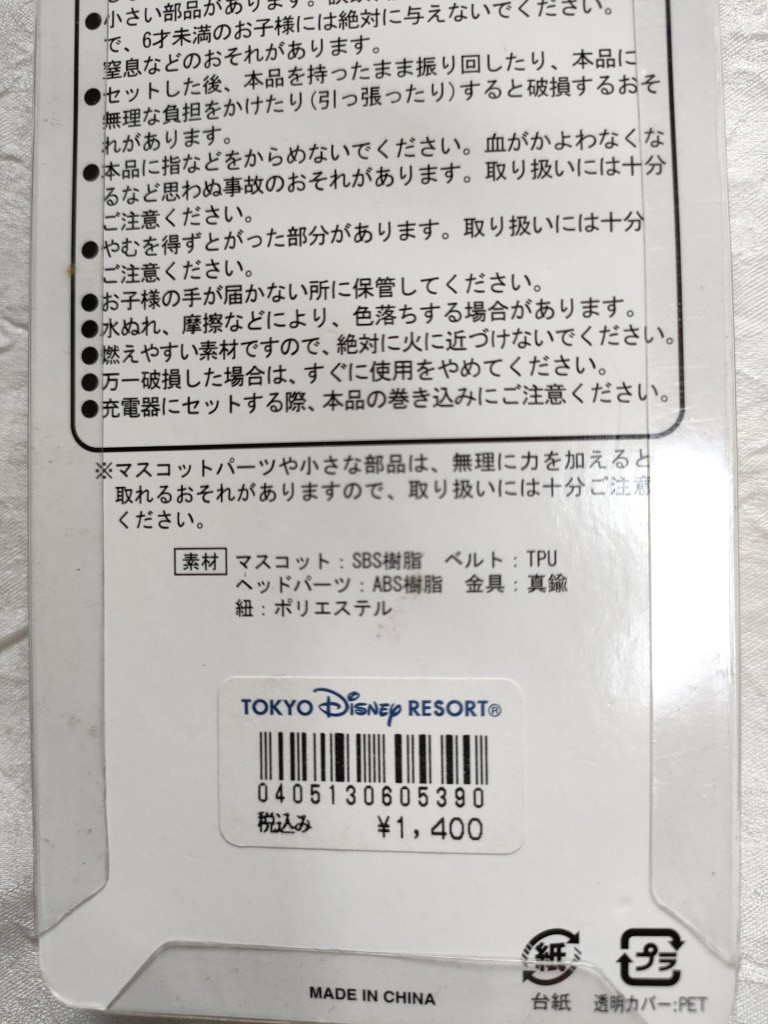 ●小さい部品があります。誤飲
で、6才未満のお子様には絶対に与えないでください。
窒息などのおそれがあります。
●セットした後、本品を持ったまま振り回したり、本品に
無理な負担をかけたり(引っ張ったり)すると破損するおそ
れがあります。
●本品に指などをからめないでください。血がかよわなくな
るなど思わぬ事故のおそれがあります。取り扱いには十分
ご注意ください。
●やむを得ずとがった部分があります。取り扱いには十分
ご注意ください。
●お子様の手が届かない所に保管してください。
●水ぬれ、摩擦などにより、色落ちする場合があります。
●燃えやすい素材ですので、絶対に火に近づけないでください。
●万一破損した場合は、すぐに使用をやめてください。
●充電器にセットする際、本品の巻き込みにご注意ください。
※マスコットパーツや小さな部品は、無理に力を加えると
取れるおそれがありますので、取り扱いには十分ご注意
ください。
素材 マスコット：SBS樹脂 ベルト：TPU
ヘッドパーツ：ABS樹脂 金具：真鍮
紐：ポリエステル
TOKYO Disney RESORT®
0405130605390
税込み ¥1,400
紙 プラ
台紙 透明カバー:PET
MADE IN CHINA